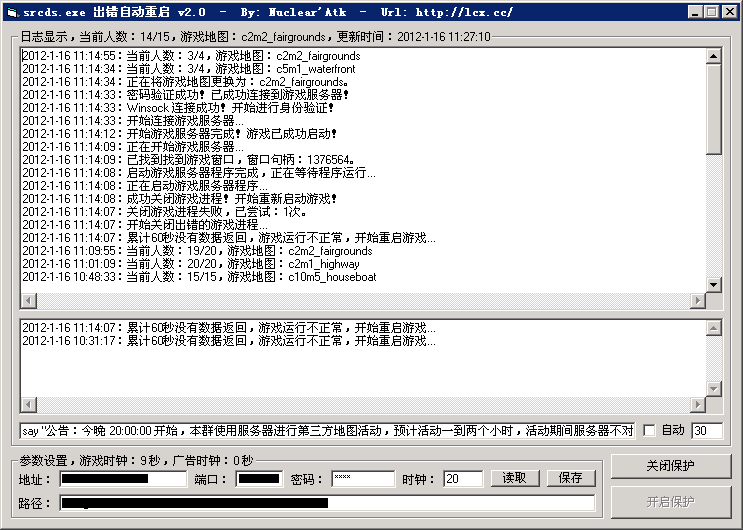 srcds.exe 出错自动重启 v2.0 - By: Nuclear'Atk - Url: http://lcx.cc/
日志显示，当前人数：14/15，游戏地图：c2m2_fairgrounds，更新时间：2012-1-16 11:27:10
2012-1-16 11:14:55：当前人数：3/4，游戏地图：c2m2_fairgrounds
2012-1-16 11:14:34：当前人数：3/4，游戏地图：c5m1_waterfront
2012-1-16 11:14:34：正在将游戏地图更换为：c2m2_fairgrounds。
2012-1-16 11:14:33：密码验证成功！已成功连接到游戏服务器！
2012-1-16 11:14:33：Winsock 连接成功！开始进行身份验证！
2012-1-16 11:14:33：开始连接游戏服务器...
2012-1-16 11:14:12：开始游戏服务器完成！游戏已成功启动！
2012-1-16 11:14:09：正在开始游戏服务器...
2012-1-16 11:14:09：已找到找到游戏窗口，窗口句柄：1376564。
2012-1-16 11:14:08：启动游戏服务器程序完成，正在等待程序运行...
2012-1-16 11:14:08：正在启动游戏服务器程序...
2012-1-16 11:14:08：成功关闭游戏进程！开始重新启动游戏！
2012-1-16 11:14:07：关闭游戏进程失败，已尝试：1次。
2012-1-16 11:14:07：开始关闭出错的游戏进程...
2012-1-16 11:14:07：累计60秒没有数据返回，游戏运行不正常，开始重启游戏...
2012-1-16 11:09:55：当前人数：19/20，游戏地图：c2m2_fairgrounds
2012-1-16 11:01:09：当前人数：20/20，游戏地图：c2m1_highway
2012-1-16 10:48:33：当前人数：15/15，游戏地图：c10m5_houseboat
2012-1-16 11:14:07：累计60秒没有数据返回，游戏运行不正常，开始重启游戏...
2012-1-16 10:31:17：累计60秒没有数据返回，游戏运行不正常，开始重启游戏...
say "公告：今晚 20:00:00 开始，本群使用服务器进行第三方地图活动，预计活动一到两个小时，活动期间服务器不对 自动 30
参数设置，游戏时钟：9 秒，广告时钟：0 秒
地址： 端口： 密码：**** 时钟：20 读取 保存
路径：
关闭保护
开启保护